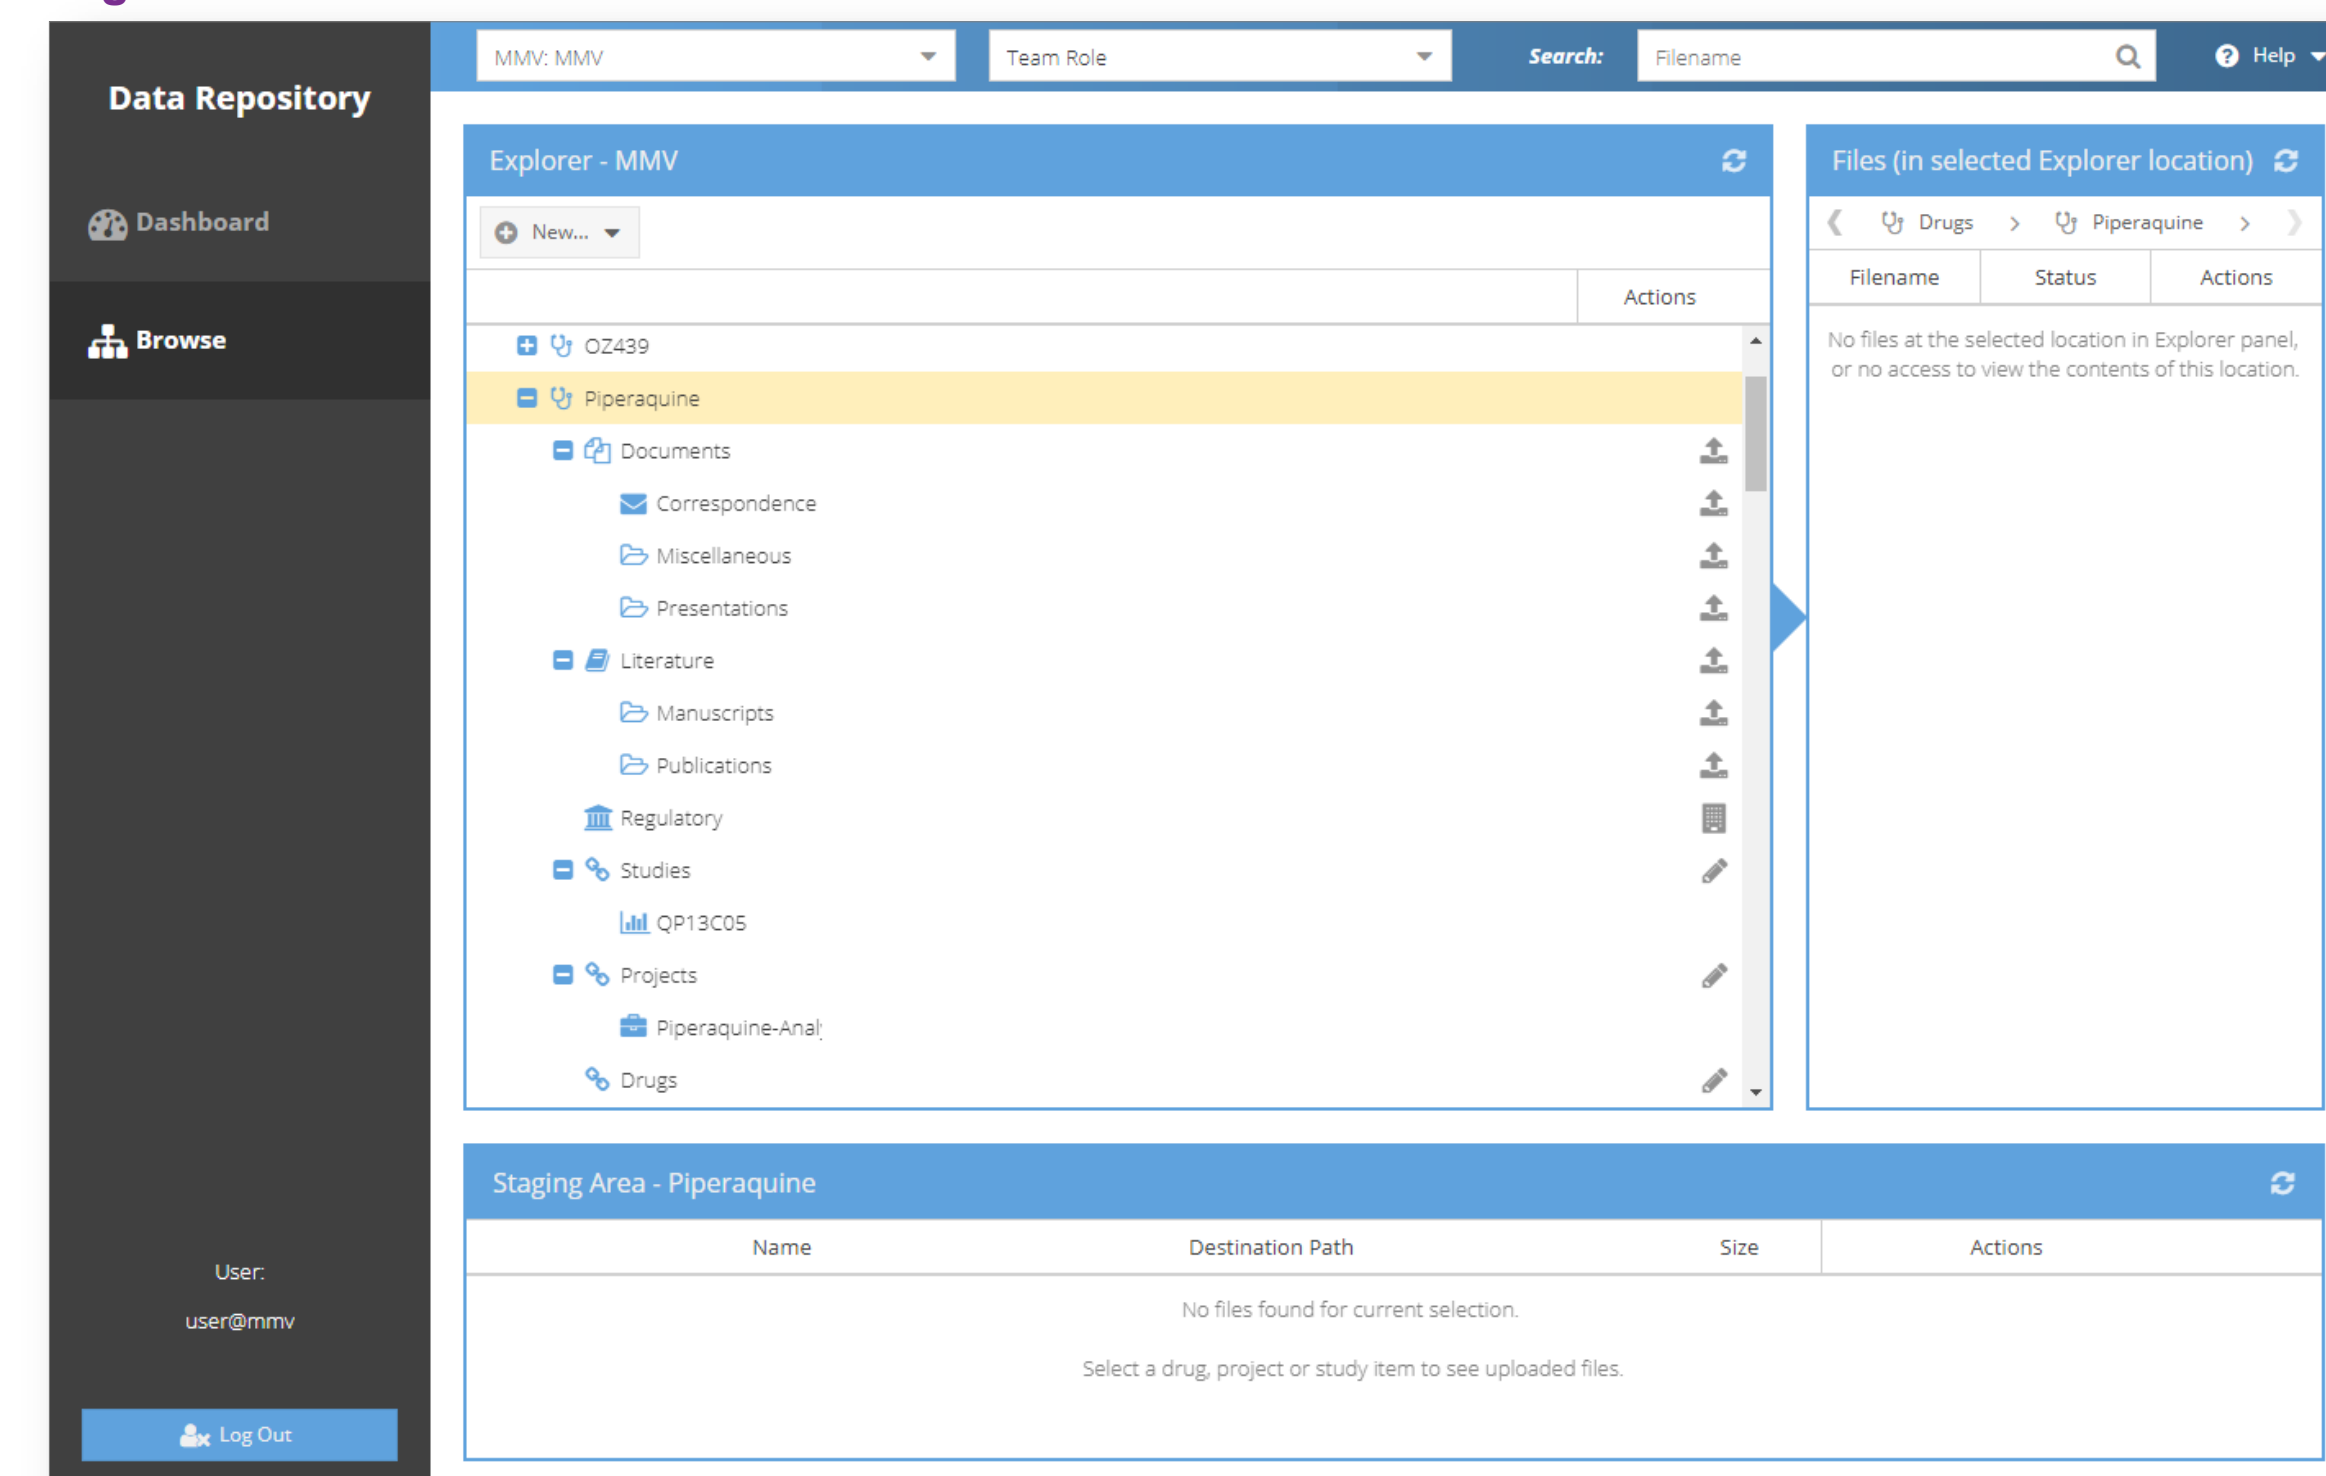 Data Repository
Dashboard
Browse
User:
user@mmv
Log Out
MMV: MMV
Team Role
Search:
Filename
Help
Explorer - MMV
New...
Actions
OZ439
Piperaquine
Documents
Correspondence
Miscellaneous
Presentations
Literature
Manuscripts
Publications
Regulatory
Studies
QP13C05
Projects
Piperaquine-Anal
Drugs
Files (in selected Explorer location)
Drugs > Piperaquine >
Filename Status Actions
No files at the selected location in Explorer panel,
or no access to view the contents of this location.
Staging Area - Piperaquine
Name Destination Path Size Actions
No files found for current selection.
Select a drug, project or study item to see uploaded files.